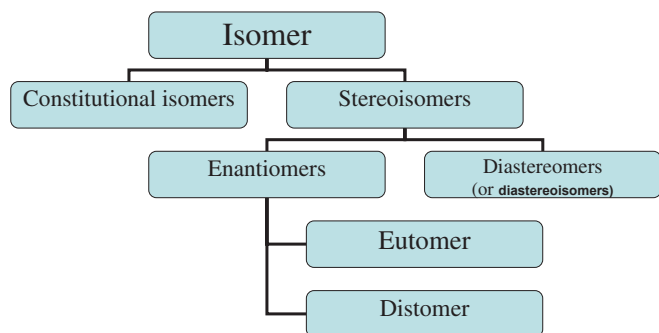 Isomer
Constitutional isomers
Stereoisomers
Enantiomers
Diastereomers
(or diastereoisomers)
Eutomer
Distomer